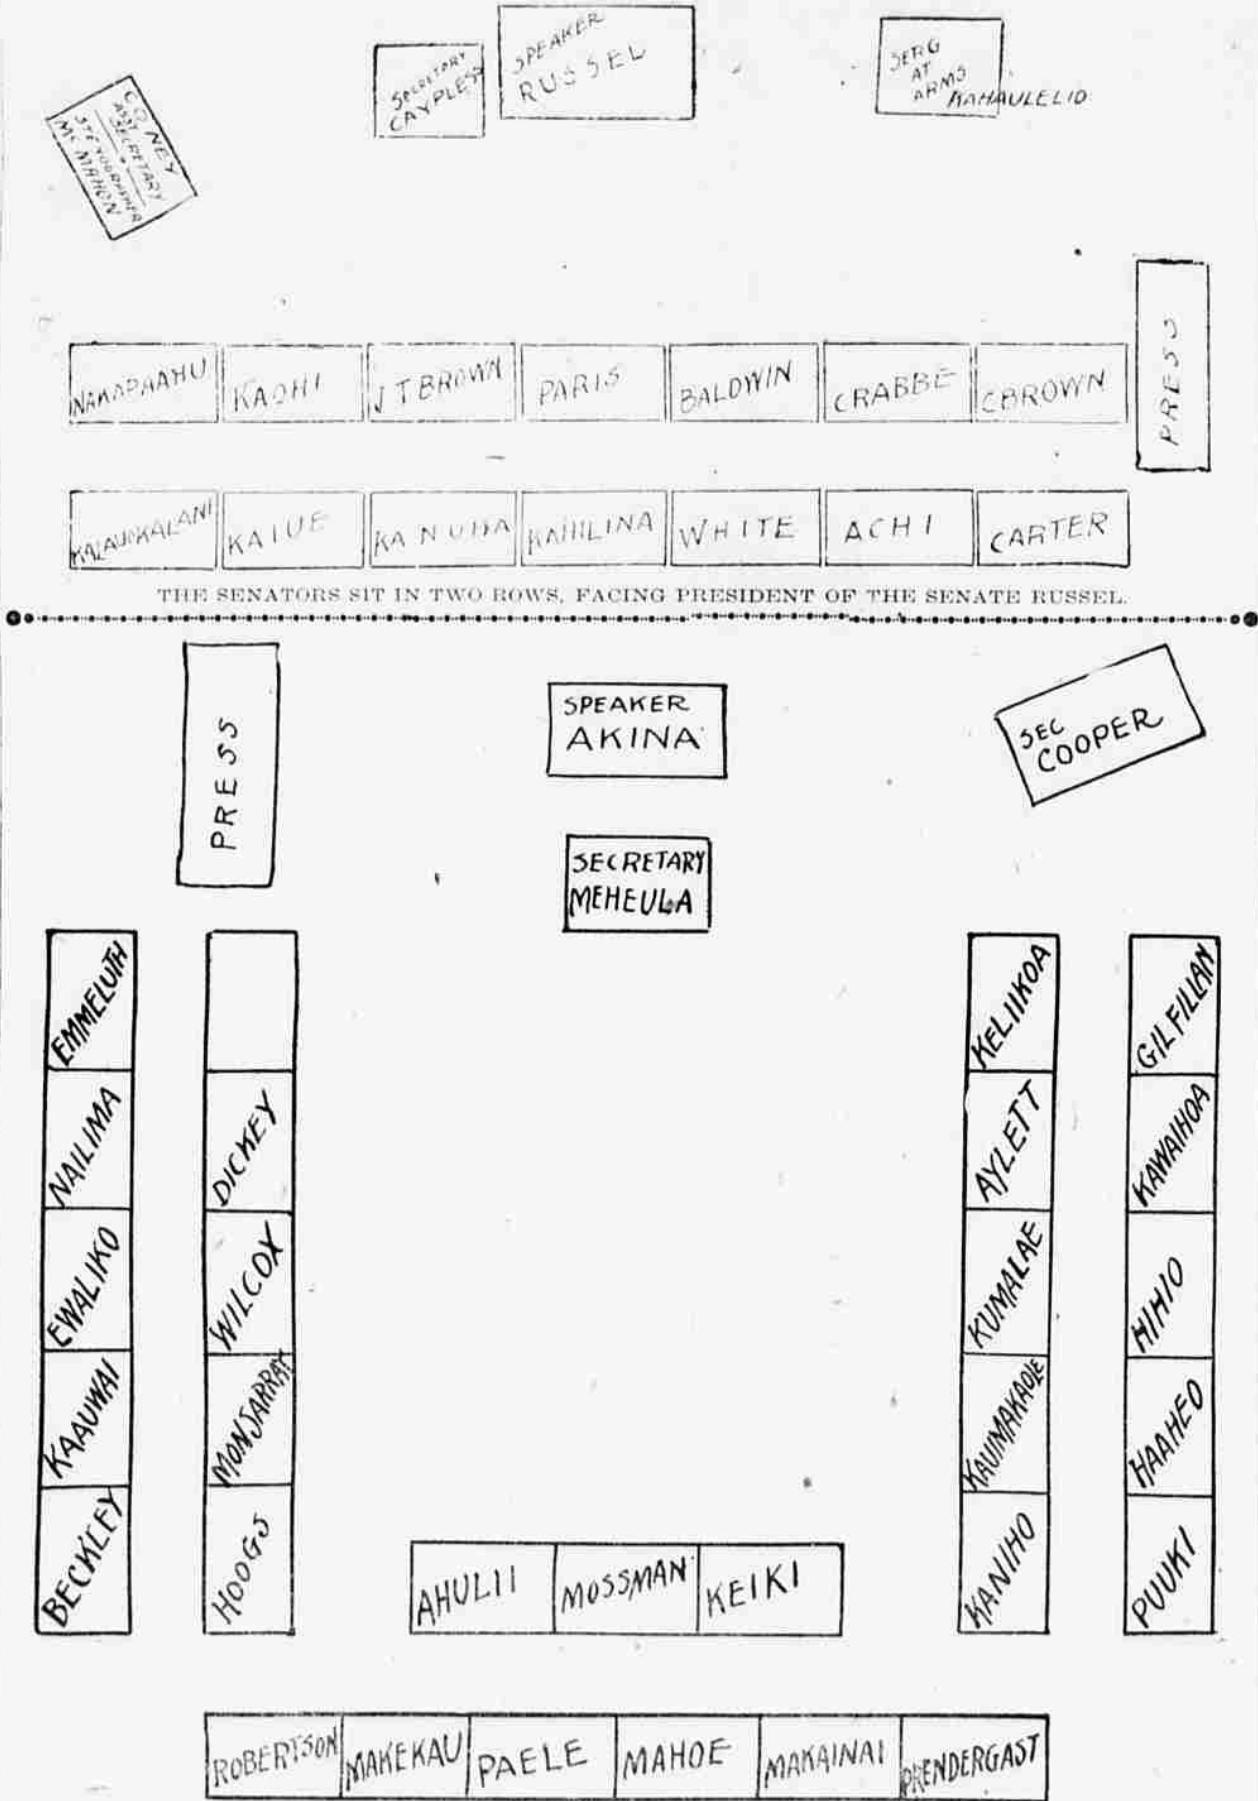 SECRETARY
CAYPLESS
SPEAKER
RUSSEL
SERG
AT
ARMS
KAHAULELIO
CONEY
ASST
SECRETARY
STENOGRAPHER
McMAHON
PRESS
NAKAPAAHU
KAOHI
J T BROWN
PARIS
BALDWIN
CRABBE
C BROWN
KALAUOKALANI
KAIUE
KANUHA
KAHILINA
WHITE
ACHI
CARTER
THE SENATORS SIT IN TWO ROWS, FACING PRESIDENT OF THE SENATE RUSSEL.
PRESS
SPEAKER
AKINA
SEC
COOPER
SECRETARY
MEHEULA
EMMELUTH
NAILIMA
EWALIKO
KAAUWAI
BECKLEY
DICKEY
WILCOX
MONSARRAT
HOOGS
KELIIKOA
AYLETT
KUMALAE
KAUMAKAOLE
KANIHO
GILFILLAN
KAWAIHOA
HIHIO
HAAHEO
PUUKI
AHULII
MOSSMAN
KEIKI
ROBERTSON
MAKEKAU
PAELE
MAHOE
MAKAINAI
PRENDERGAST